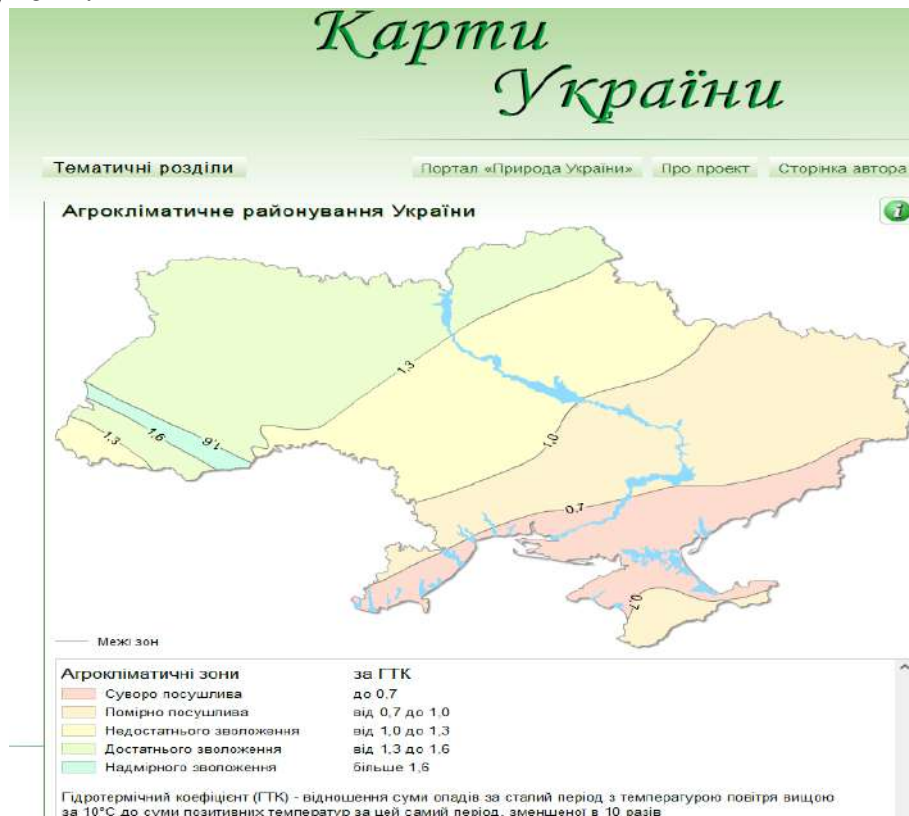 Карти
України
Тематичні розділи
Портал «Природа України»
Про проект
Сторінка автора
Агрокліматичне районування України
1,3
1,3
1,6
1,6
1,0
0,7
0,7
Межі зон
Агрокліматичні зони за ГТК
Суворо посушлива до 0,7
Помірно посушлива від 0,7 до 1,0
Недостатнього зволоження від 1,0 до 1,3
Достатнього зволоження від 1,3 до 1,6
Надмірного зволоження більше 1,6
Гідротермічний коефіцієнт (ГТК) - відношення суми опадів за сталий період з температурою повітря вищою
за 10°С до суми позитивних температур за цей самий період, зменшеної в 10 разів